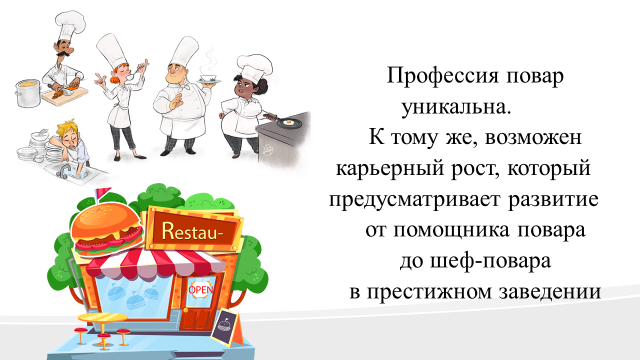 Профессия повар
уникальна.
К тому же, возможен
карьерный рост, который
предусматривает развитие
от помощника повара
до шеф-повара
в престижном заведении
Restau-
OPEN